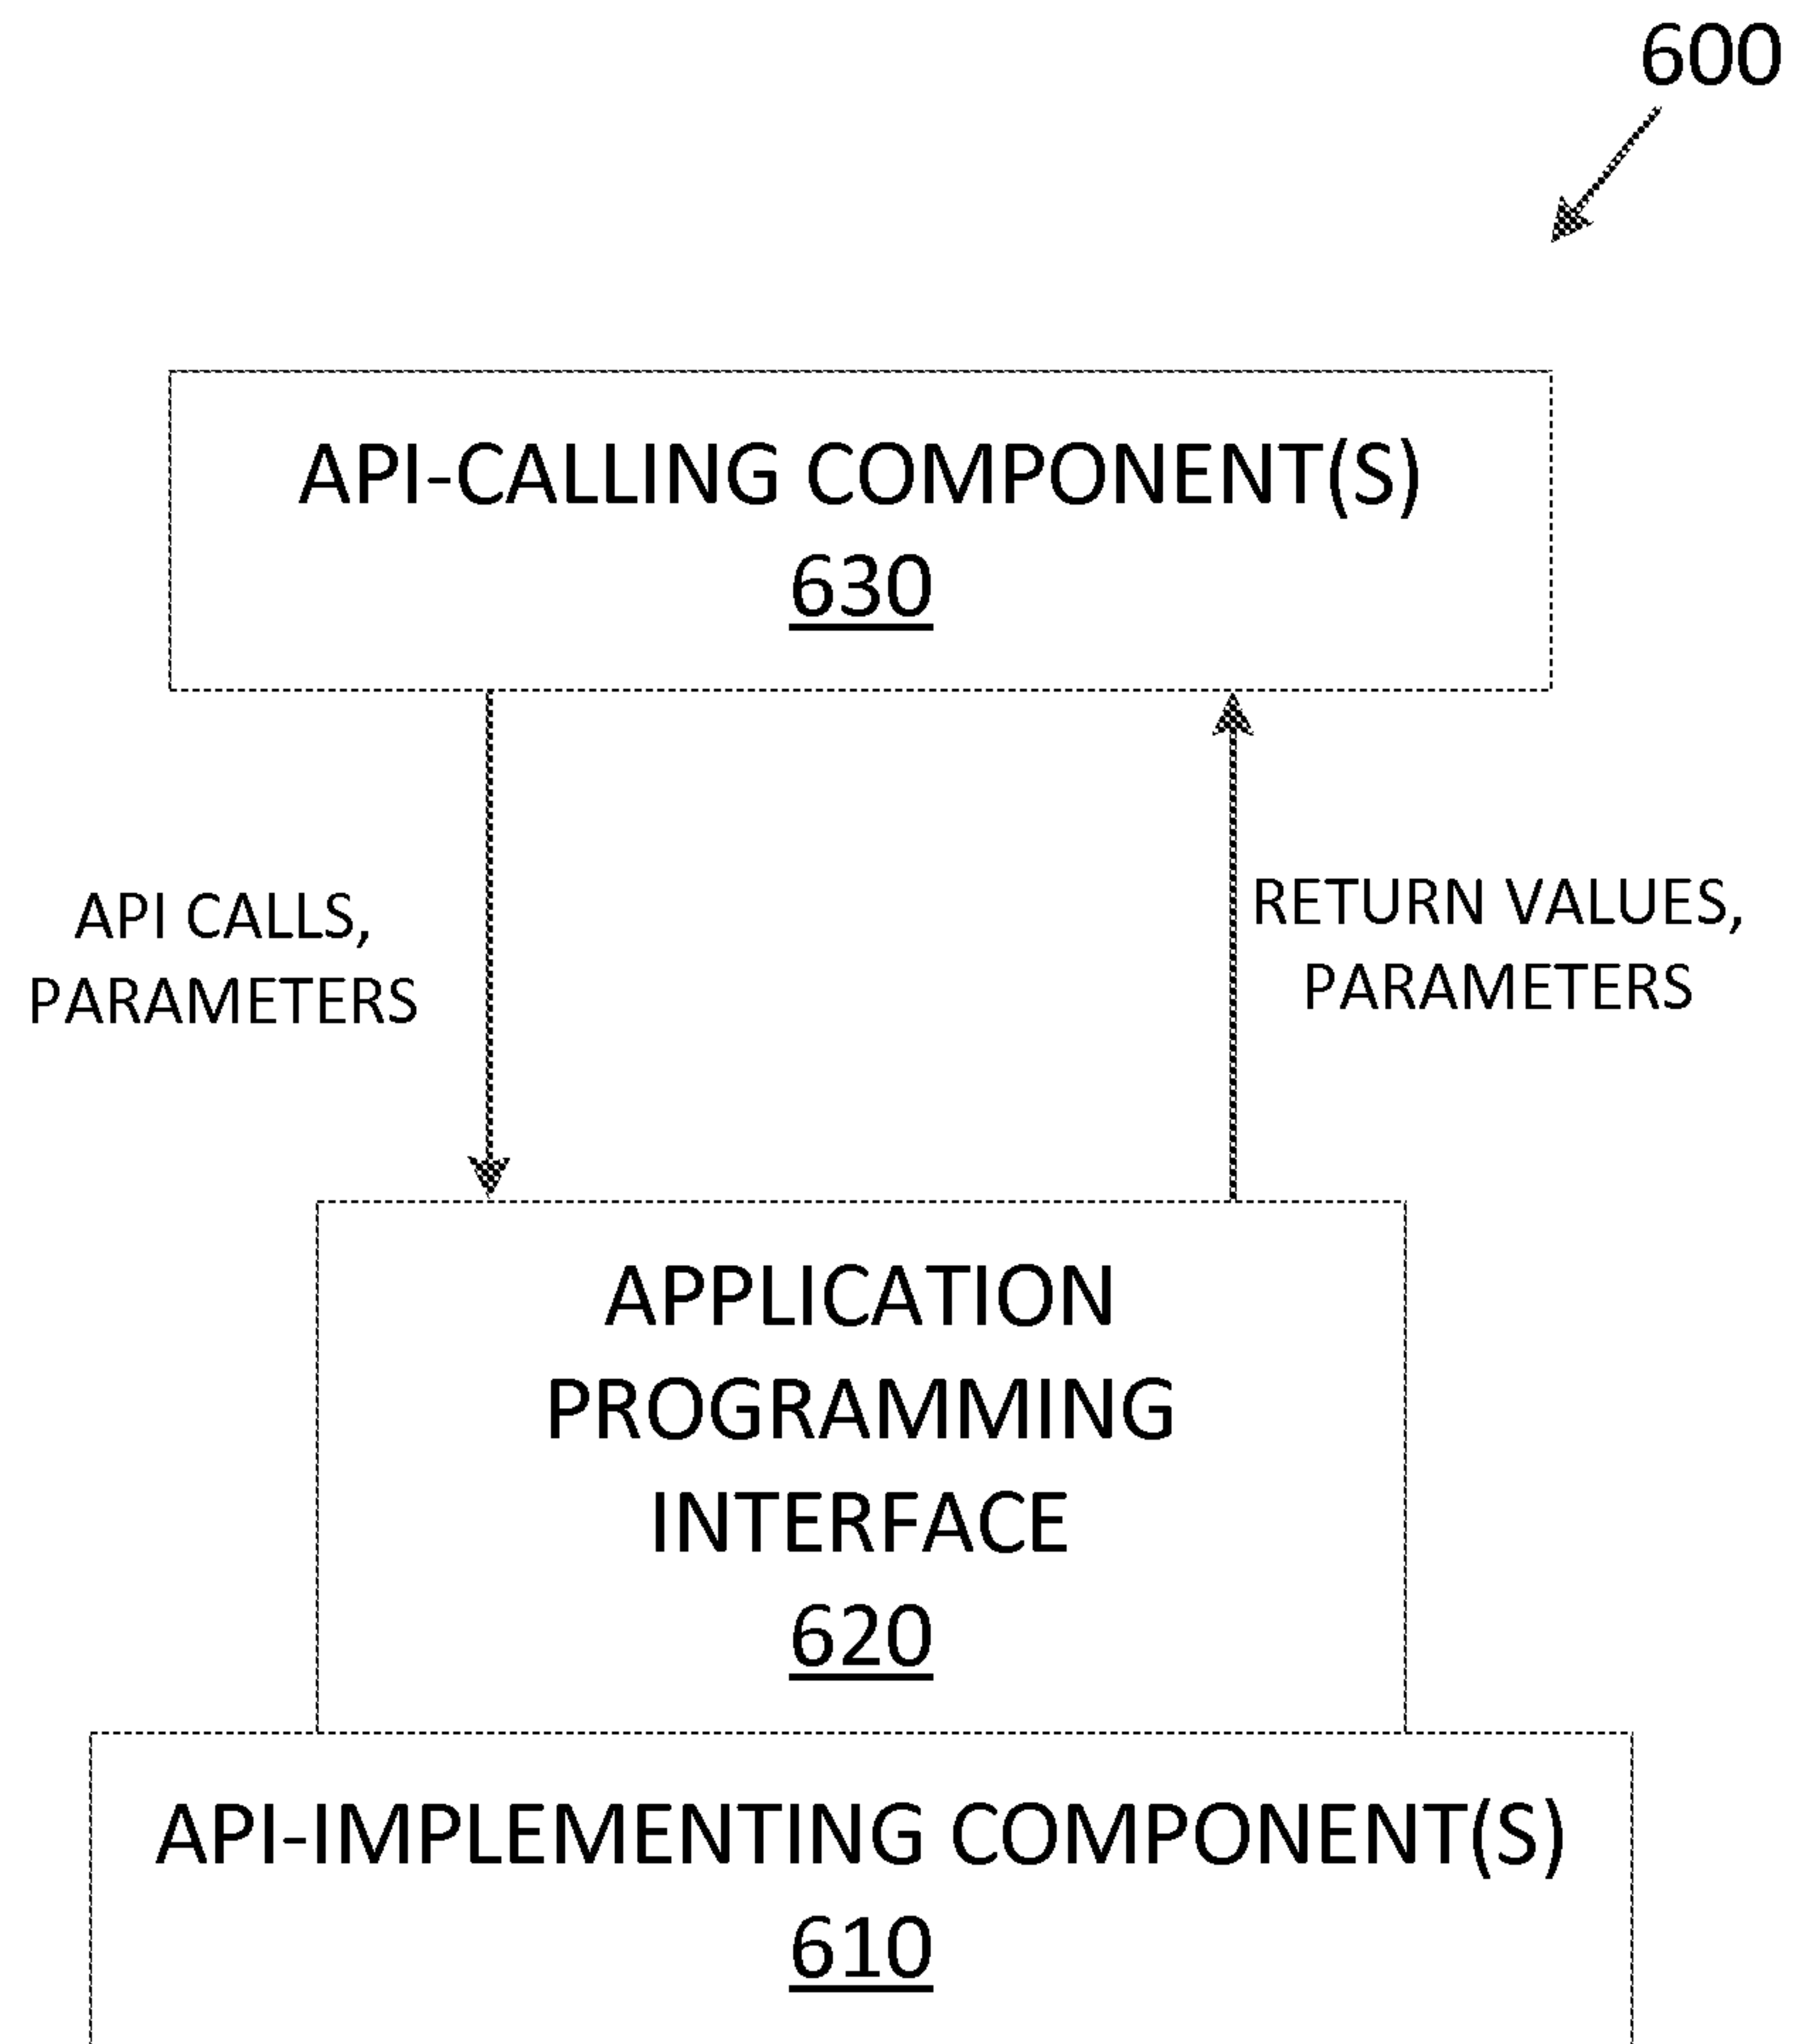 600
API-CALLING COMPONENT(S)
630
API CALLS,
PARAMETERS
RETURN VALUES,
PARAMETERS
APPLICATION
PROGRAMMING
INTERFACE
620
API-IMPLEMENTING COMPONENT(S)
610